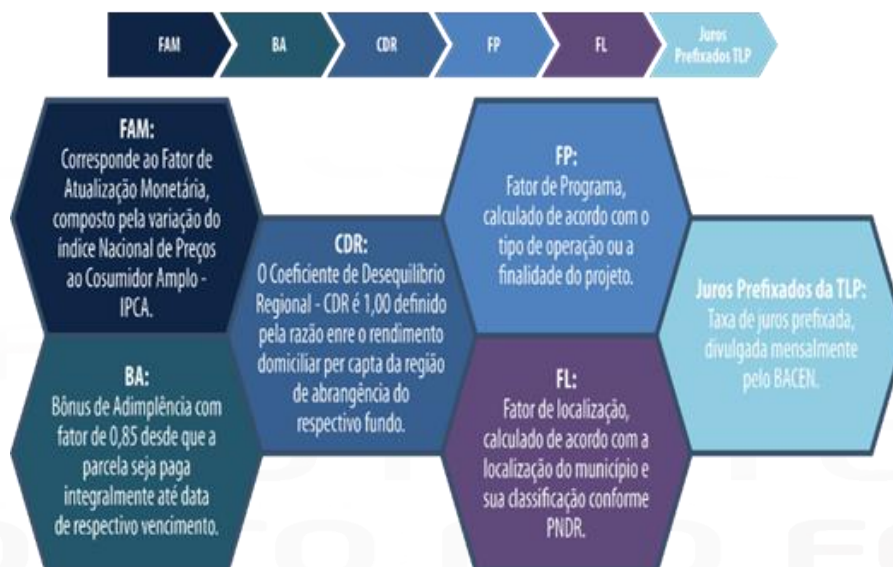 FAM
BA
CDR
FP
FL
Juros
Prefixados TLP
FAM:
Corresponde ao Fator de
Atualização Monetária,
composto pela variação do
índice Nacional de Preços
ao Cosumidor Amplo -
IPCA.
BA:
Bônus de Adimplência com
fator de 0,85 desde que a
parcela seja paga
integralmente até data
de respectivo vencimento.
CDR:
O Coeficiente de Desequilíbrio
Regional - CDR é 1,00 definido
pela razão enre o rendimento
domiciliar per capta da região
de abrangência do
respectivo fundo.
FP:
Fator de Programa,
calculado de acordo com o
tipo de operação ou a
finalidade do projeto.
FL:
Fator de localização,
calculado de acordo com a
localização do município e
sua classificação conforme
PNDR.
Juros Prefixados da TLP:
Taxa de juros prefixada,
divulgada mensalmente
pelo BACEN.